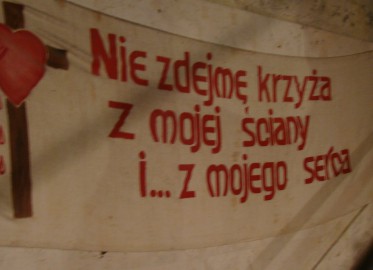 Nie zdejmę krzyża
z mojej ściany
i... z mojego serca